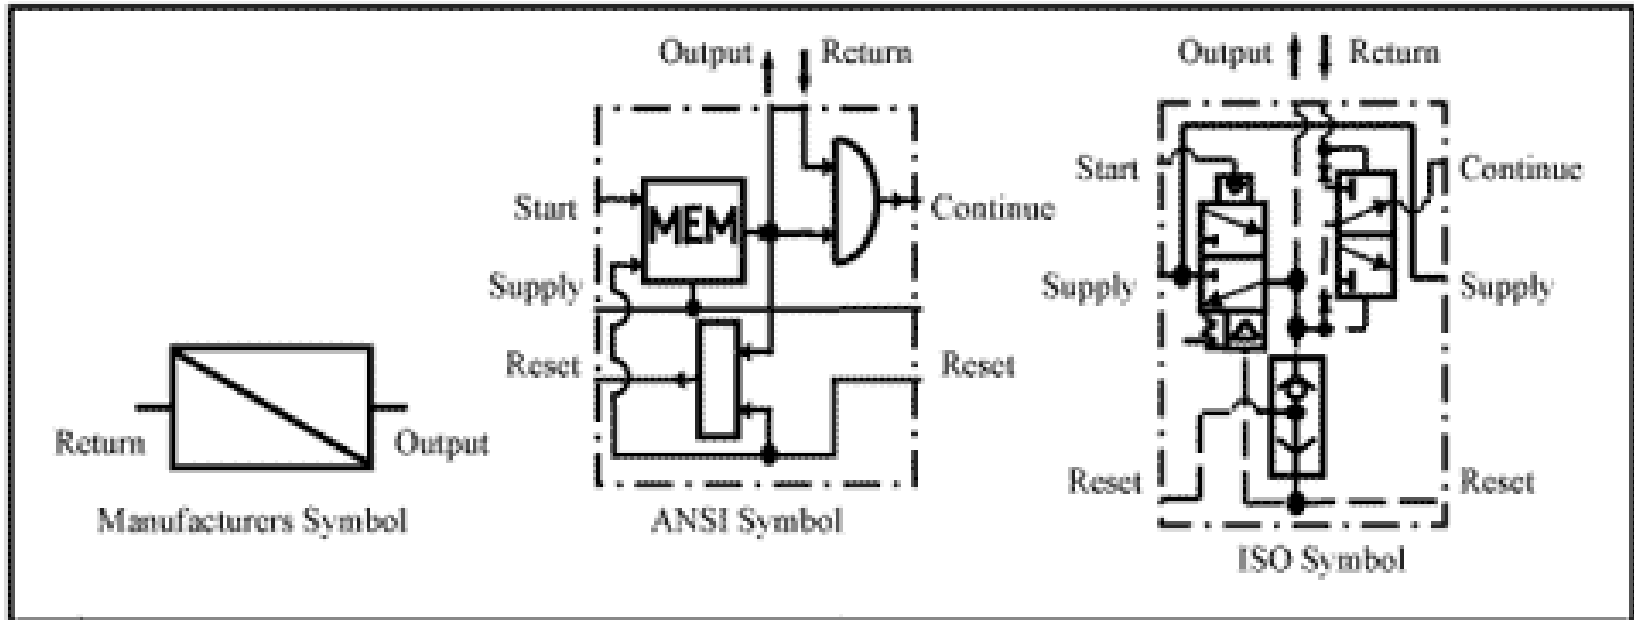 Return
Output
Manufacturers Symbol
Output
Return
Start
MEM
Continue
Supply
Reset
Reset
ANSI Symbol
Output
Return
Start
Continue
Supply
Supply
Reset
Reset
ISO Symbol